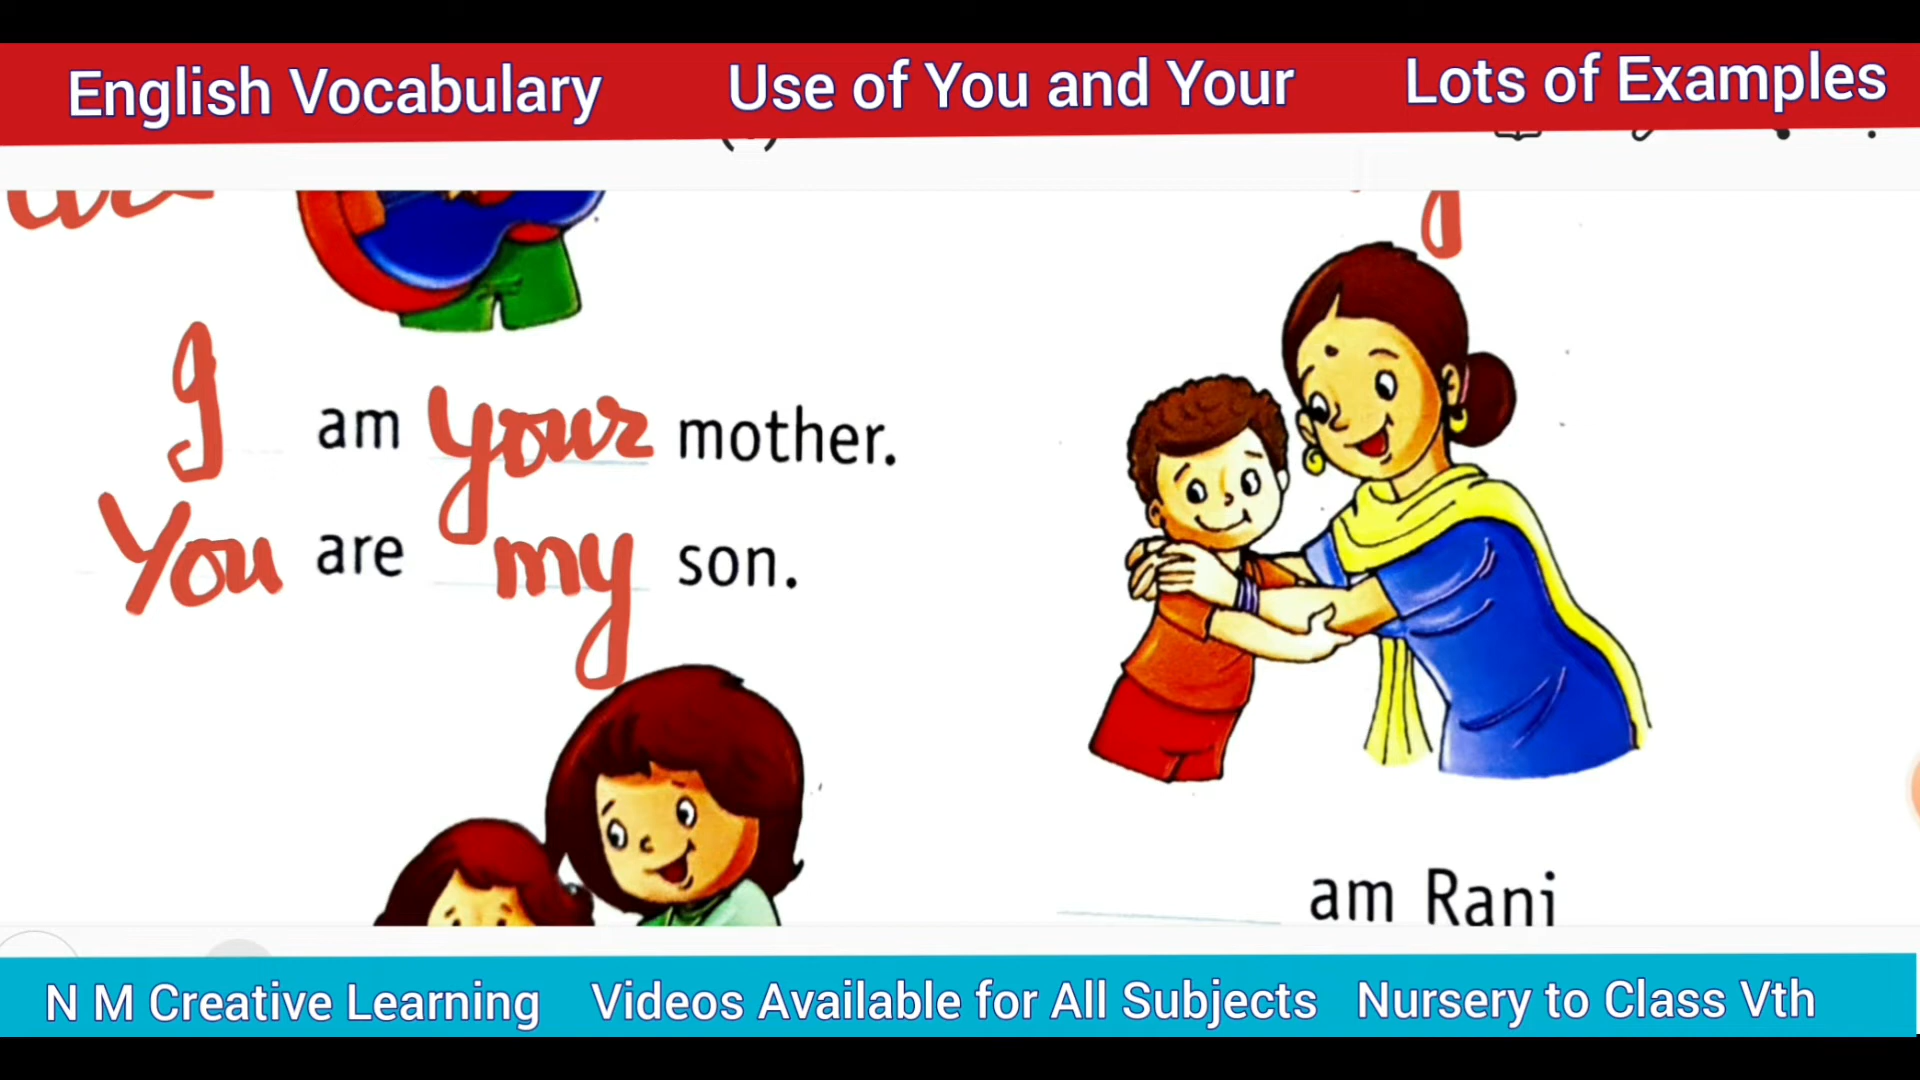 English Vocabulary Use of You and Your Lots of Examples
I am your mother.
You are my son.
am Rani
N M Creative Learning Videos Available for All Subjects Nursery to Class Vth